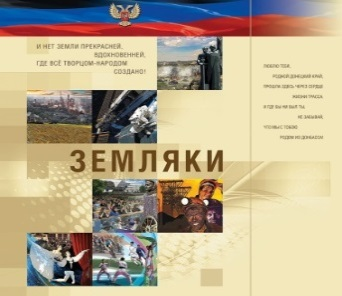 И НЕТ ЗЕМЛИ ПРЕКРАСНЕЙ,
ВДОХНОВЕННЕЙ,
ГДЕ ВСЁ ТВОРЦОМ-НАРОДОМ
СОЗДАНО!
ЗЕМЛЯКИ
ЛЮБЛЮ ТЕБЯ,
РОДНОЙ ДОНЕЦКИЙ КРАЙ,
ПРОШЛА ЗДЕСЬ ЧЕРЕЗ СЕРДЦЕ
ЖИЗНИ ТРАССА.
И ГДЕ БЫ НИ БЫЛ ТЫ,
НЕ ЗАБЫВАЙ,
ЧТО МЫ С ТОБОЮ
РОДОМ ИЗ ДОНБАССА!